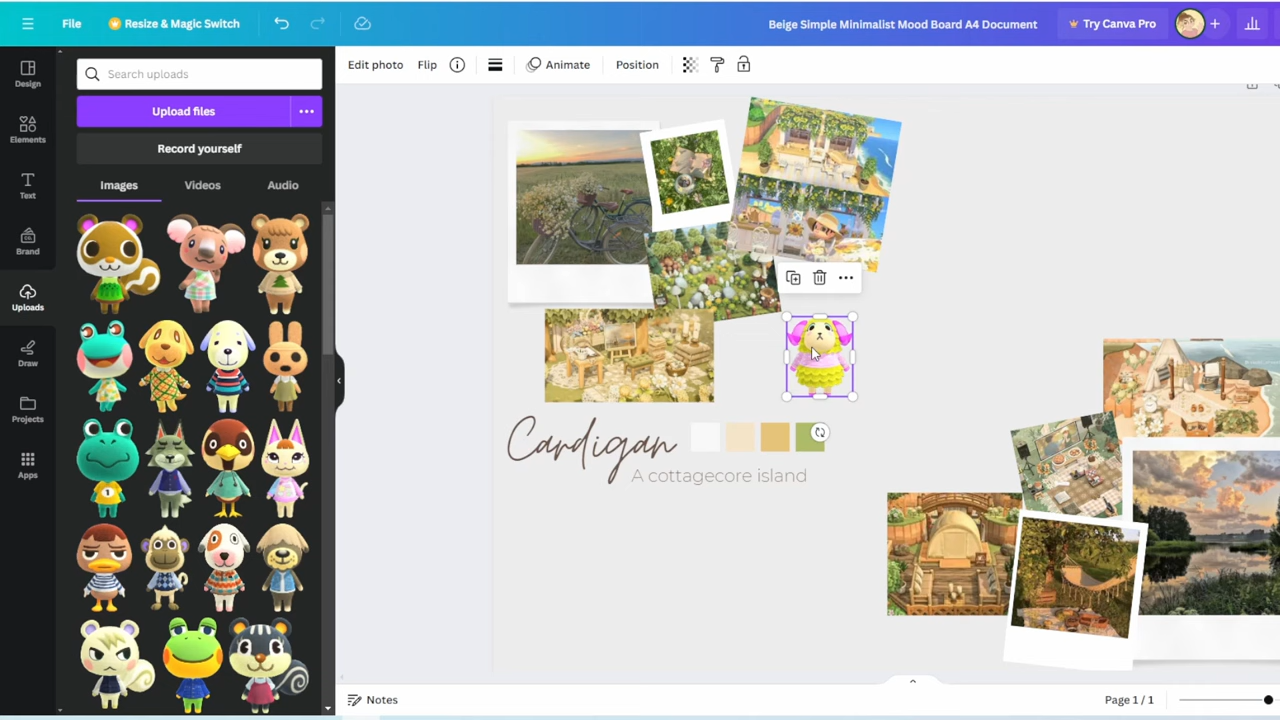 File
Resize & Magic Switch
Beige Simple Minimalist Mood Board A4 Document
Try Canva Pro
Design
Elements
Text
Brand
Uploads
Draw
Projects
Apps
Search uploads
Upload files
Record yourself
Images
Videos
Audio
Edit photo
Flip
Animate
Position
Cardigan
A cottagecore island
Notes
Page 1 / 1